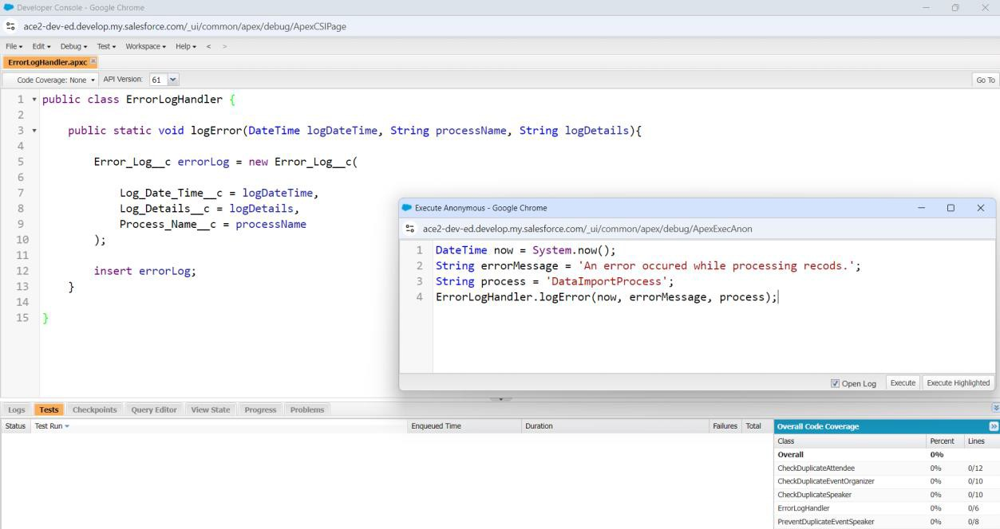 Developer Console - Google Chrome
ace2-dev-ed.develop.my.salesforce.com/_ui/common/apex/debug/ApexCSIPage
File Edit Debug Test Workspace Help < >
ErrorLogHandler.apxc
Code Coverage: None API Version: 61 Go To
1 public class ErrorLogHandler {
2
3 public static void logError(DateTime logDateTime, String processName, String logDetails){
4
5 Error_Log__c errorLog = new Error_Log__c(
6
7 Log_Date_Time__c = logDateTime,
8 Log_Details__c = logDetails,
9 Process_Name__c = processName
10 );
11
12 insert errorLog;
13 }
14
15 }
Execute Anonymous - Google Chrome
ace2-dev-ed.develop.my.salesforce.com/_ui/common/apex/debug/ApexExecAnon
1 DateTime now = System.now();
2 String errorMessage = 'An error occured while processing recods.';
3 String process = 'DataImportProcess';
4 ErrorLogHandler.logError(now, errorMessage, process);
Open Log Execute Execute Highlighted
Logs Tests Checkpoints Query Editor View State Progress Problems
Status Test Run Enqueued Time Duration Failures Total
Overall Code Coverage
Class Percent Lines
Overall 0%
CheckDuplicateAttendee 0% 0/12
CheckDuplicateEventOrganizer 0% 0/10
CheckDuplicateSpeaker 0% 0/10
ErrorLogHandler 0% 0/6
PreventDuplicateEventSpeaker 0% 0/8